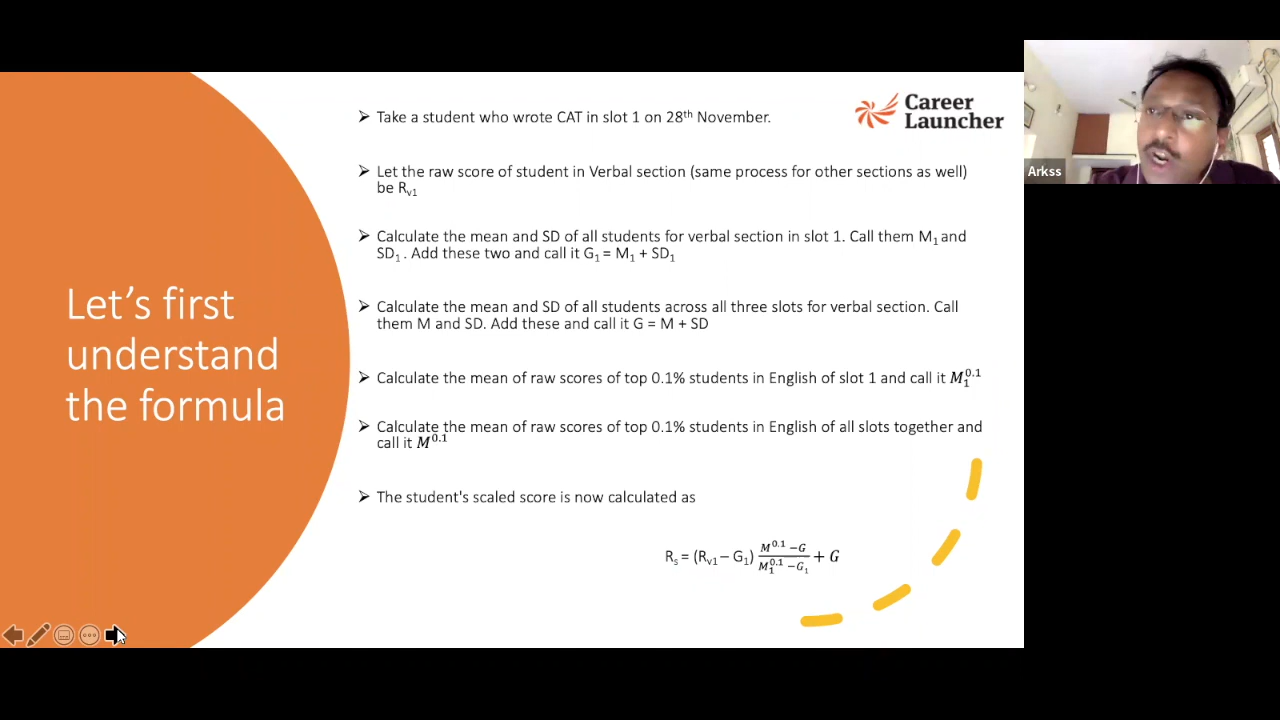 Let's first
understand
the formula
➢ Take a student who wrote CAT in slot 1 on 28th November.
➢ Let the raw score of student in Verbal section (same process for other sections as well)
be Rv1
➢ Calculate the mean and SD of all students for verbal section in slot 1. Call them M1 and
SD1 . Add these two and call it G1 = M1 + SD1
➢ Calculate the mean and SD of all students across all three slots for verbal section. Call
them M and SD. Add these and call it G = M + SD
➢ Calculate the mean of raw scores of top 0.1% students in English of slot 1 and call it M₁^0.1
➢ Calculate the mean of raw scores of top 0.1% students in English of all slots together and
call it M^0.1
➢ The student's scaled score is now calculated as
Rs = (Rv1 – G1) (M^0.1 – G)/(M₁^0.1 – G₁) + G
Career
Launcher
Arkss